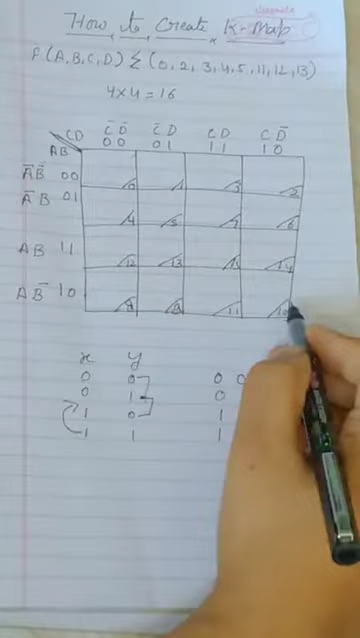 How to Create K-Map
F(A,B,C,D) Σ (0, 2, 3, 4, 5, 11, 12, 13)
4x4=16
CD C̄ D̄ C̄ D CD C D̄
AB 00 01 11 10
ĀB̄ 00 0 1 3 2
ĀB 01 4 5 7 6
AB 11 12 13 15 14
AB̄ 10 8 9 11 10
x y
0 0 0 0
0 1 0
1 0 1
1 1 1